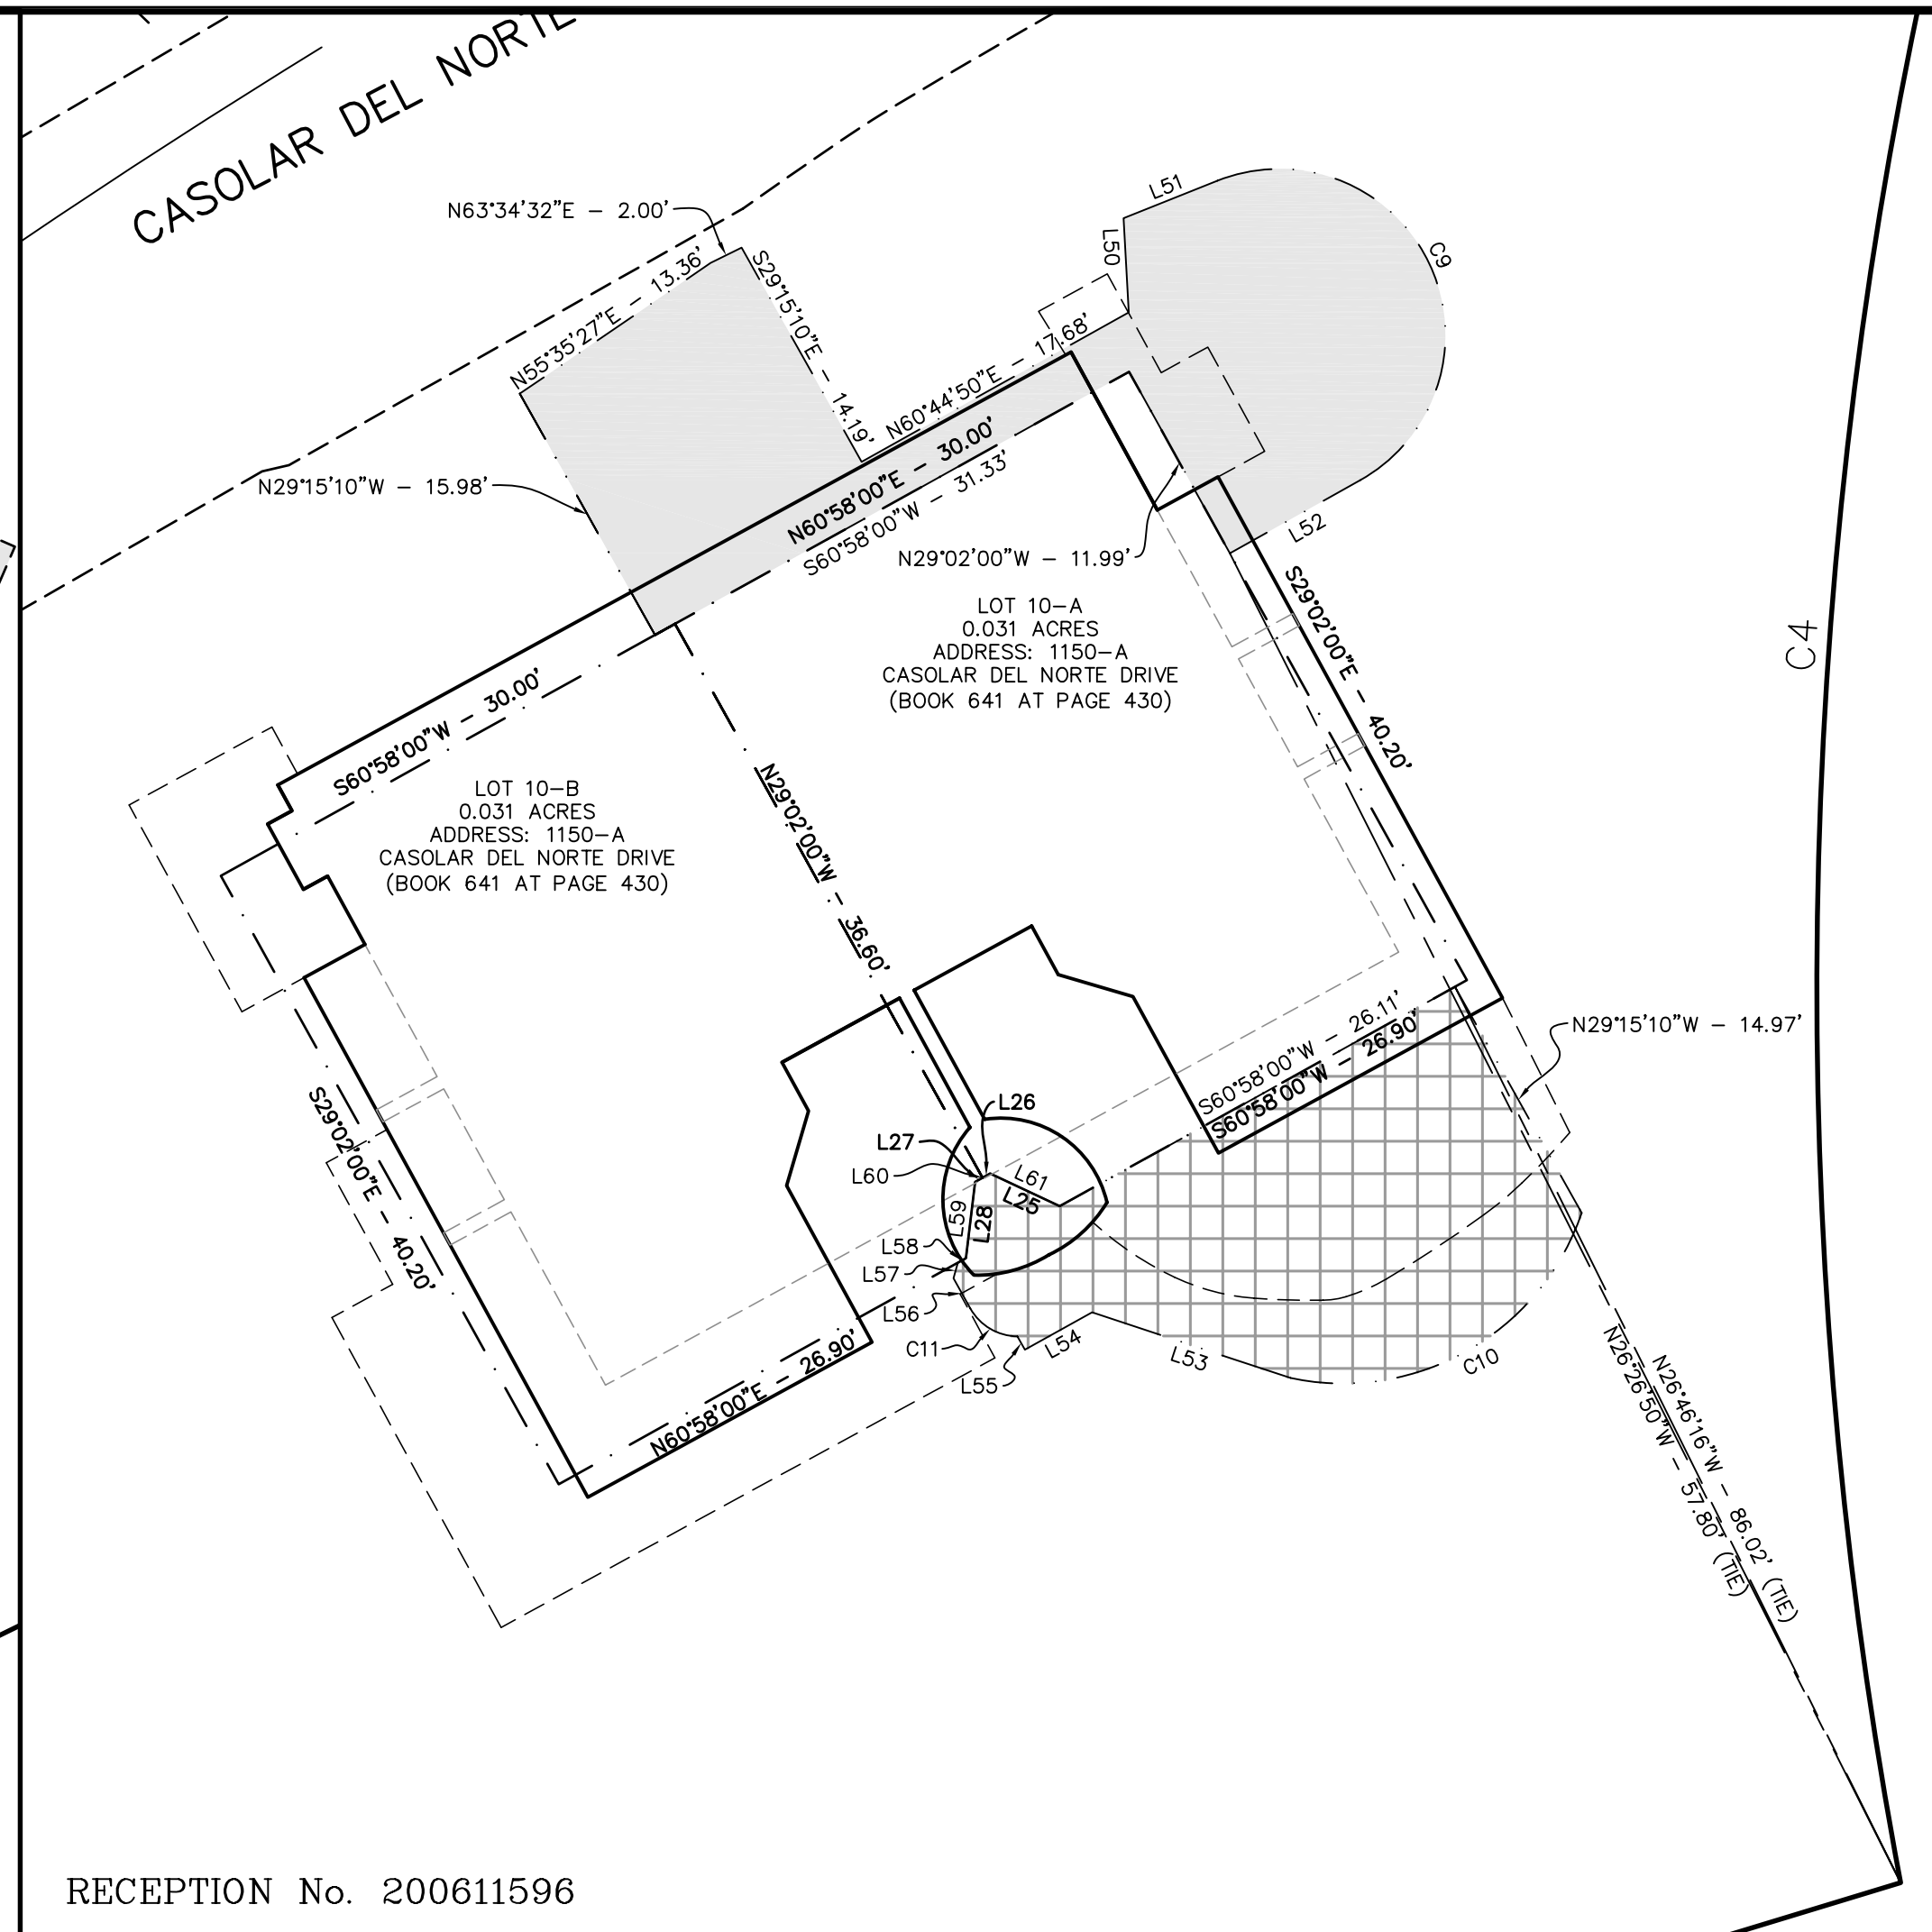 CASOLAR DEL NORTE
N63°34'32"E – 2.00'
N55°35'27"E – 13.36'
S29°15'10"E – 14.19'
N29°15'10"W – 15.98'
L51
L50
C9
N60°44'50"E – 17.68'
N60°58'00"E – 30.00'
S60°58'00"W – 31.33'
N29°02'00"W – 11.99'
L52
LOT 10–A
0.031 ACRES
ADDRESS: 1150–A
CASOLAR DEL NORTE DRIVE
(BOOK 641 AT PAGE 430)
S29°02'00"E – 40.20'
C4
S60°58'00"W – 30.00'
LOT 10–B
0.031 ACRES
ADDRESS: 1150–A
CASOLAR DEL NORTE DRIVE
(BOOK 641 AT PAGE 430)
N29°02'00"W – 36.60'
S60°58'00"W – 26.11'
S60°58'00"W – 26.90'
N29°15'10"W – 14.97'
S29°02'00"E – 40.20'
L26
L27
L60
L61
L25
L59
L28
L58
L57
L56
C11
L55
L54
L53
C10
N60°58'00"E – 26.90'
N26°46'16"W – 86.02' (TIE)
N26°26'50"W – 57.80' (TIE)
RECEPTION No. 200611596